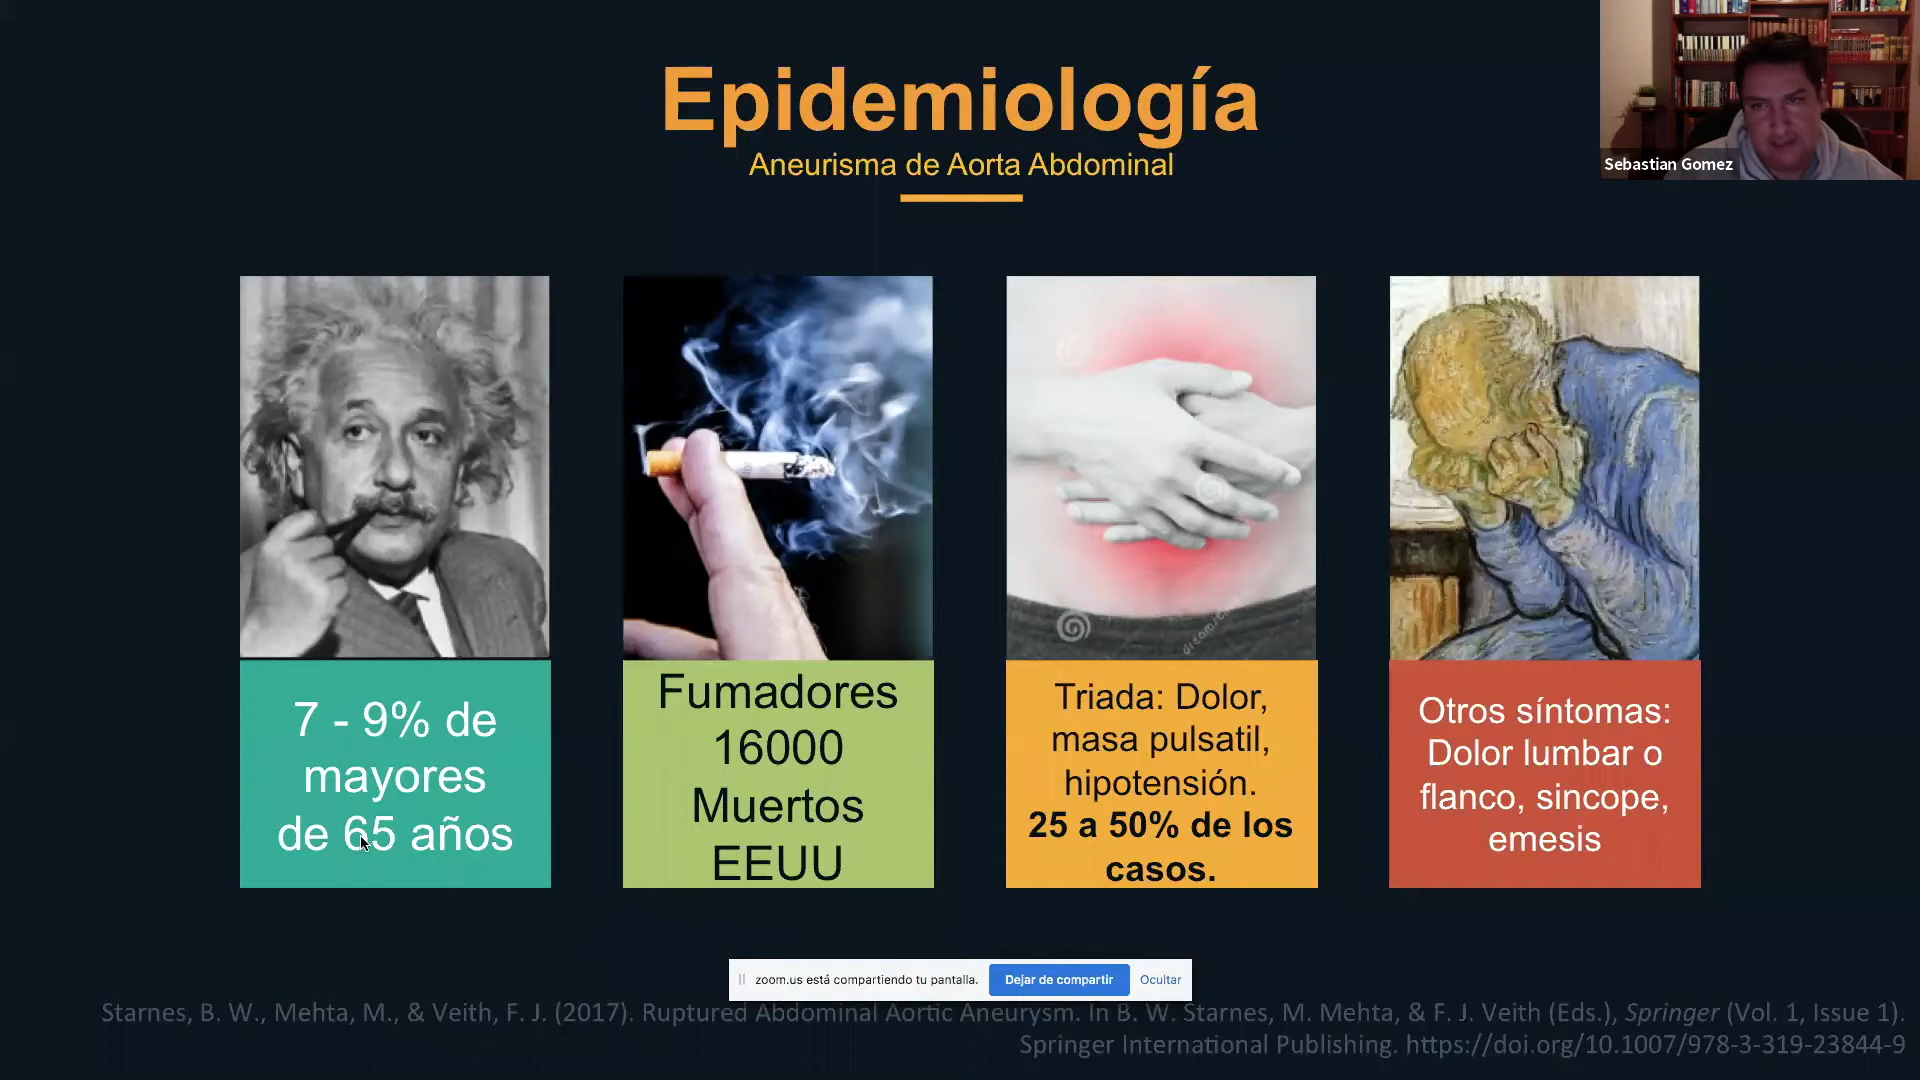 Epidemiología
Aneurisma de Aorta Abdominal
Sebastian Gomez
7 - 9% de
mayores
de 65 años
Fumadores
16000
Muertos
EEUU
Triada: Dolor,
masa pulsatil,
hipotensión.
25 a 50% de los
casos.
Otros síntomas:
Dolor lumbar o
flanco, sincope,
emesis
zoom.us está compartiendo tu pantalla. Dejar de compartir Ocultar
Starnes, B. W., Mehta, M., & Veith, F. J. (2017). Ruptured Abdominal Aortic Aneurysm. In B. W. Starnes, M. Mehta, & F. J. Veith (Eds.), Springer (Vol. 1, Issue 1).
Springer International Publishing. https://doi.org/10.1007/978-3-319-23844-9